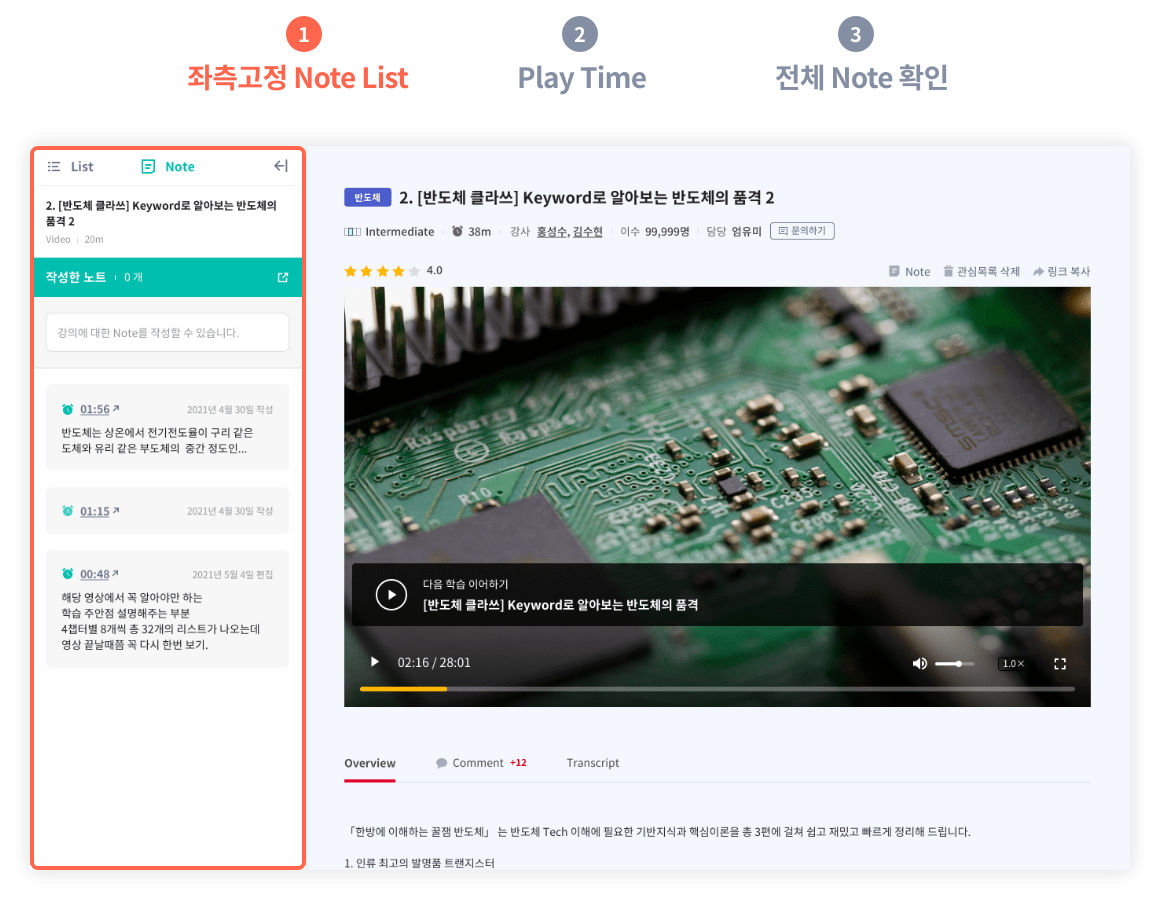 1
좌측고정 Note List
2
Play Time
3
전체 Note 확인
List
Note
2. [반도체 클라쓰] Keyword로 알아보는 반도체의
품격 2
Video 20m
작성한 노트 0 개
강의에 대한 Note를 작성할 수 있습니다.
01:56 2021년 4월 30일 작성
반도체는 상온에서 전기전도율이 구리 같은
도체와 유리 같은 부도체의 중간 정도인...
01:15 2021년 4월 30일 작성
00:48 2021년 5월 4일 편집
해당 영상에서 꼭 알아야만 하는
학습 주안점 설명해주는 부분
4챕터별 8개씩 총 32개의 리스트가 나오는데
영상 끝날때쯤 꼭 다시 한번 보기.
반도체 2. [반도체 클라쓰] Keyword로 알아보는 반도체의 품격 2
Intermediate 38m 강사 홍성수, 김수현 이수 99,999명 담당 엄유미 문의하기
4.0
Note 관심목록 삭제 링크 복사
Raspberry
R10
다음 학습 이어하기
[반도체 클라쓰] Keyword로 알아보는 반도체의 품격
02:16 / 28:01
1.0×
Overview Comment +12 Transcript
「한방에 이해하는 꿀잼 반도체」 는 반도체 Tech 이해에 필요한 기반지식과 핵심이론을 총 3편에 걸쳐 쉽고 재밌고 빠르게 정리해 드립니다.
1. 인류 최고의 발명품 트랜지스터